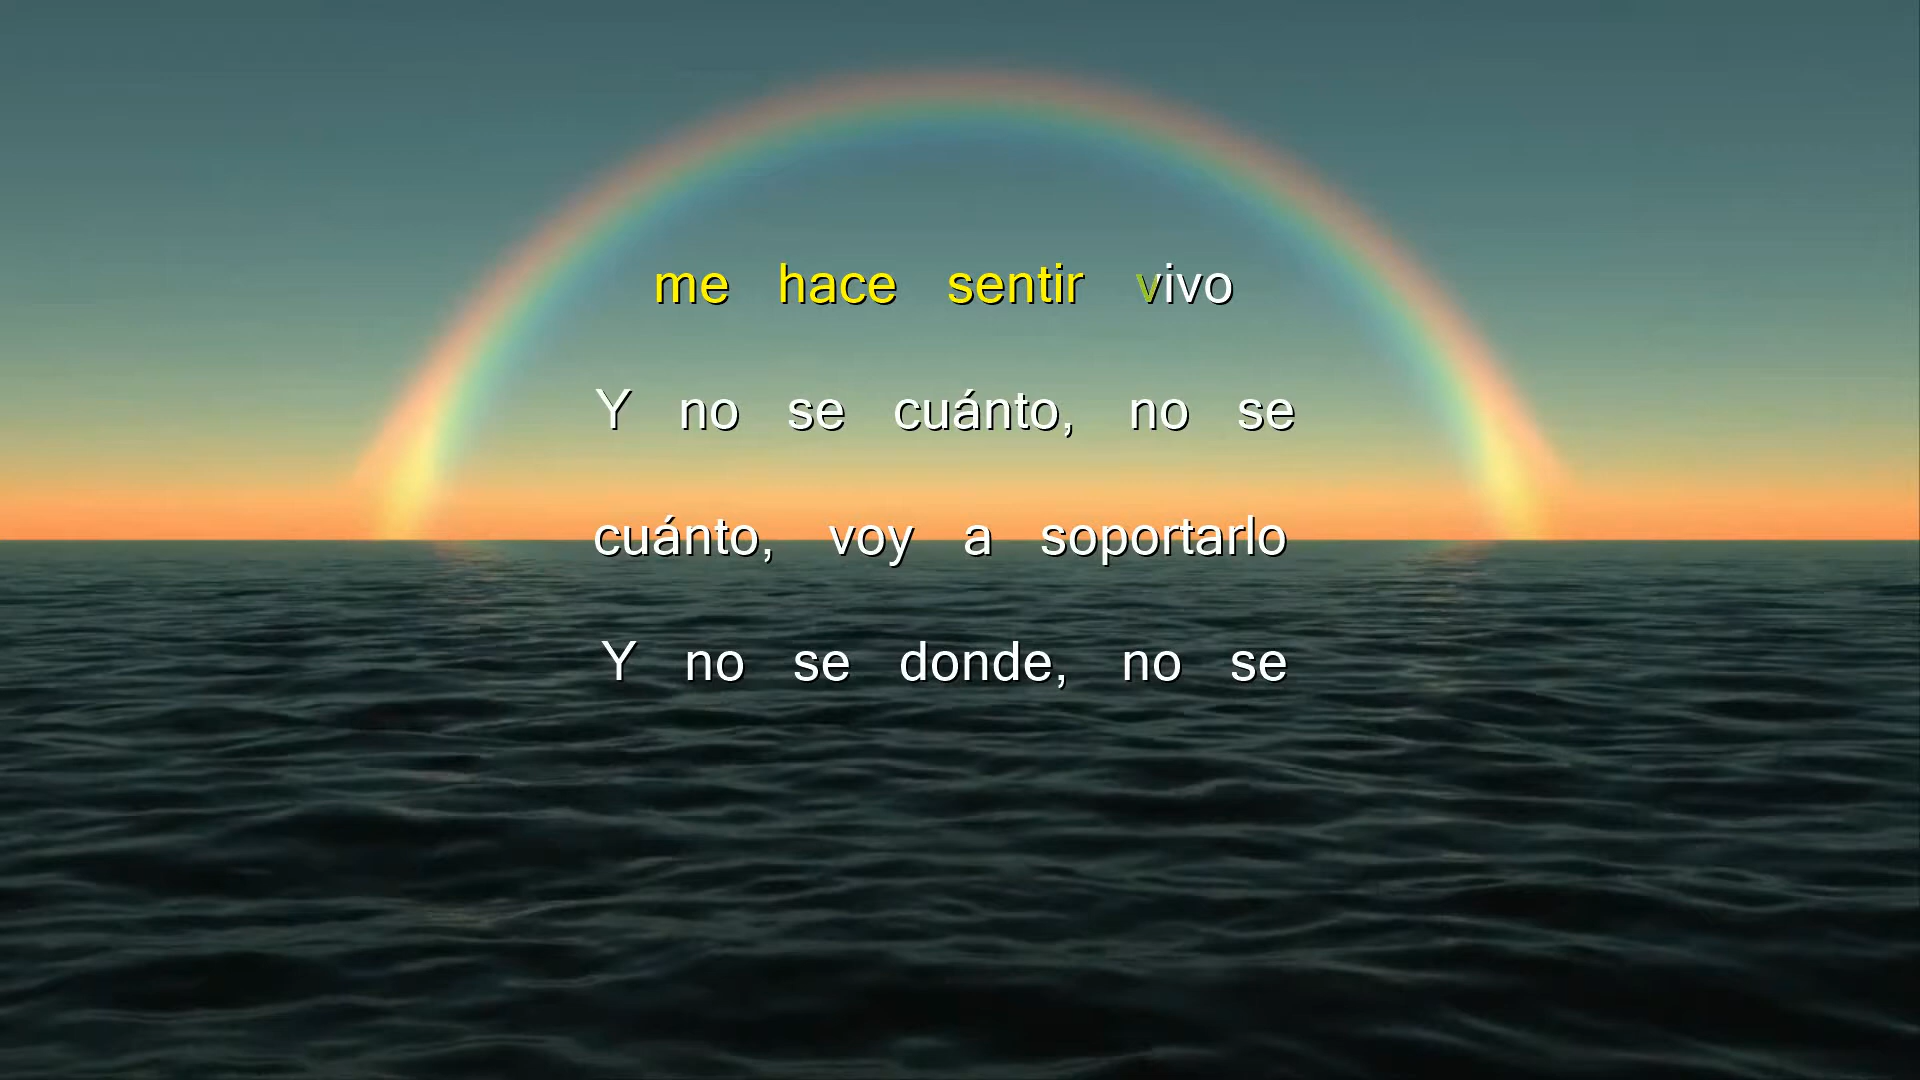 me hace sentir vivo
Y no se cuánto, no se
cuánto, voy a soportarlo
Y no se donde, no se